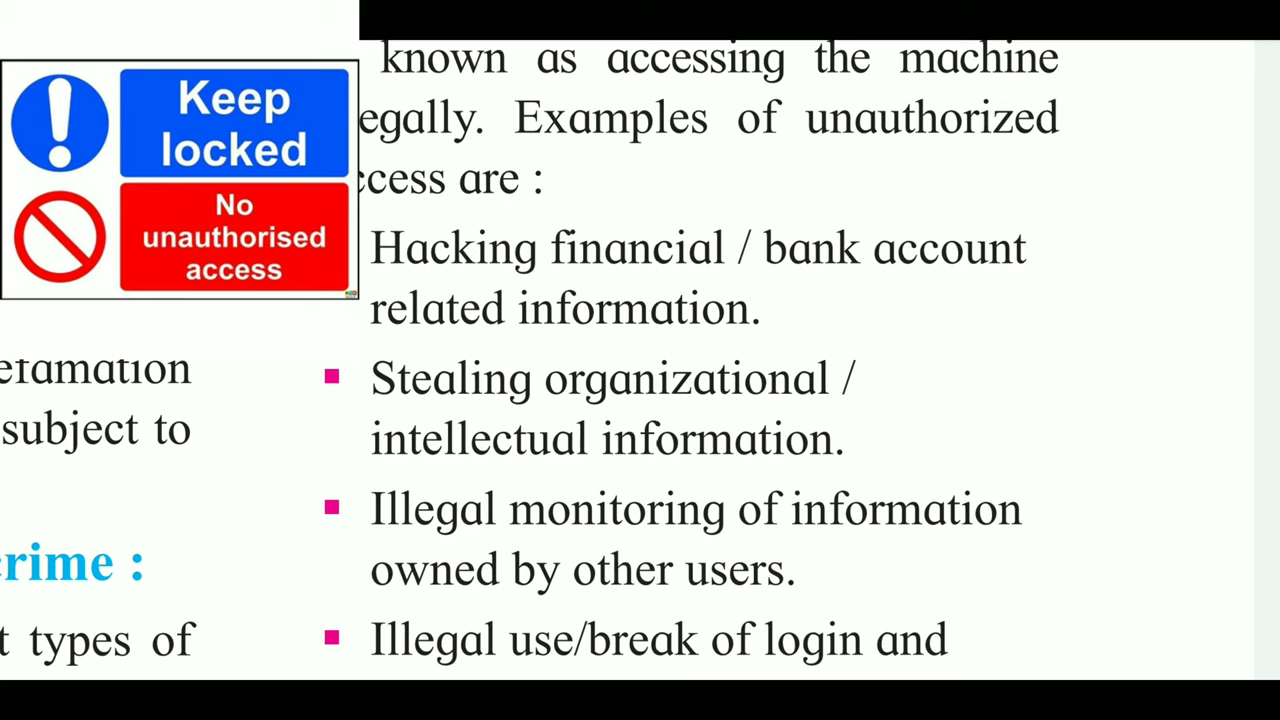 Keep
locked
No
unauthorised
access
efamation
subject to
crime :
types of
known as accessing the machine
egally. Examples of unauthorized
ccess are :
Hacking financial / bank account
related information.
Stealing organizational /
intellectual information.
Illegal monitoring of information
owned by other users.
Illegal use/break of login and